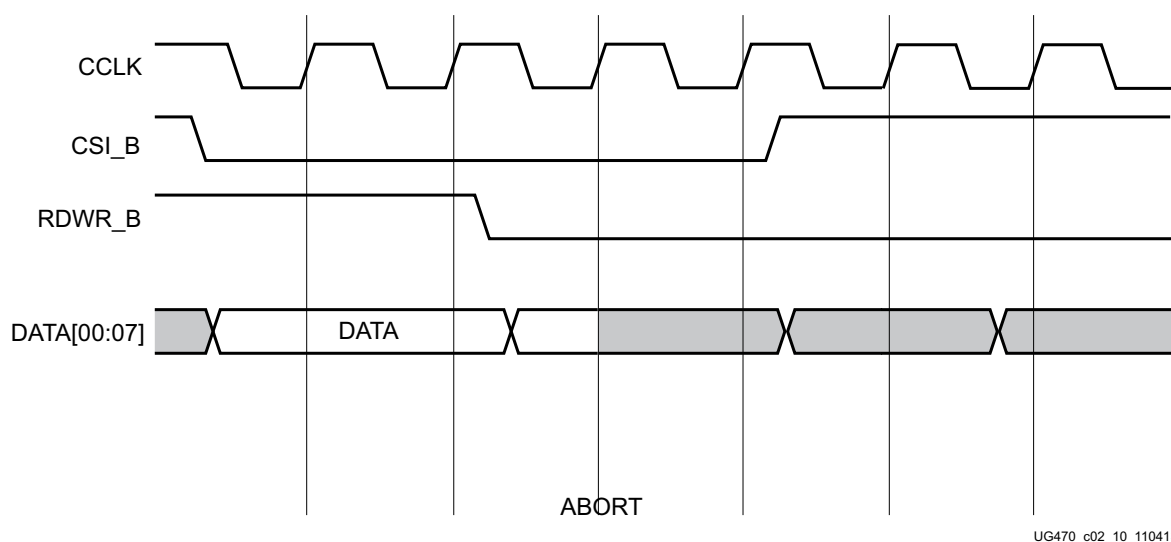 CCLK
CSI_B
RDWR_B
DATA[00:07] DATA
ABORT
UG470_c02_10_11041